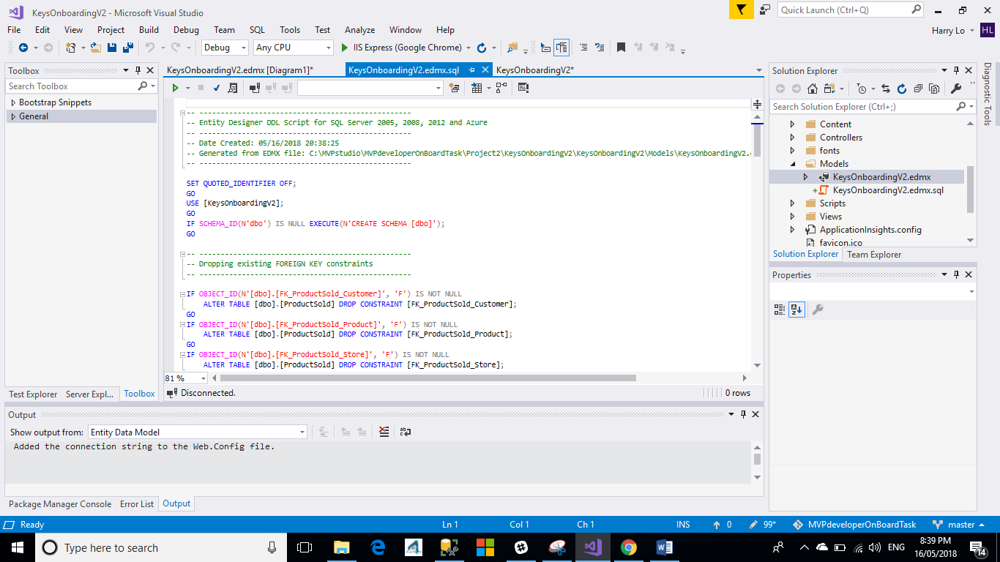 KeysOnboardingV2 - Microsoft Visual Studio
Quick Launch (Ctrl+Q)
File Edit View Project Build Debug Team SQL Tools Test Analyze Window Help
Harry Lo HL
Debug Any CPU IIS Express (Google Chrome)
Toolbox
KeysOnboardingV2.edmx [Diagram1]* KeysOnboardingV2.edmx.sql KeysOnboardingV2*
Solution Explorer
Diagnostic Tools
Search Toolbox
Bootstrap Snippets
General
Search Solution Explorer (Ctrl+;)
Content
Controllers
fonts
Models
KeysOnboardingV2.edmx
KeysOnboardingV2.edmx.sql
Scripts
Views
ApplicationInsights.config
favicon.ico
Solution Explorer Team Explorer
Properties
-- --------------------------------------------------
-- Entity Designer DDL Script for SQL Server 2005, 2008, 2012 and Azure
-- --------------------------------------------------
-- Date Created: 05/16/2018 20:38:25
-- Generated from EDMX file: C:\MVPstudio\MVPdeveloperOnBoardTask\Project2\KeysOnboardingV2\KeysOnboardingV2\Models\KeysOnboardingV2.
-- --------------------------------------------------
SET QUOTED_IDENTIFIER OFF;
GO
USE [KeysOnboardingV2];
GO
IF SCHEMA_ID(N'dbo') IS NULL EXECUTE(N'CREATE SCHEMA [dbo]');
GO
-- --------------------------------------------------
-- Dropping existing FOREIGN KEY constraints
-- --------------------------------------------------
IF OBJECT_ID(N'[dbo].[FK_ProductSold_Customer]', 'F') IS NOT NULL
ALTER TABLE [dbo].[ProductSold] DROP CONSTRAINT [FK_ProductSold_Customer];
GO
IF OBJECT_ID(N'[dbo].[FK_ProductSold_Product]', 'F') IS NOT NULL
ALTER TABLE [dbo].[ProductSold] DROP CONSTRAINT [FK_ProductSold_Product];
GO
IF OBJECT_ID(N'[dbo].[FK_ProductSold_Store]', 'F') IS NOT NULL
ALTER TABLE [dbo].[ProductSold] DROP CONSTRAINT [FK_ProductSold_Store];
81 %
Test Explorer Server Expl... Toolbox
Disconnected. 0 rows
Output
Show output from: Entity Data Model
Added the connection string to the Web.Config file.
Package Manager Console Error List Output
Ready Ln 1 Col 1 Ch 1 INS 0 99* MVPdeveloperOnBoardTask master
Type here to search
ENG
8:39 PM
16/05/2018
14